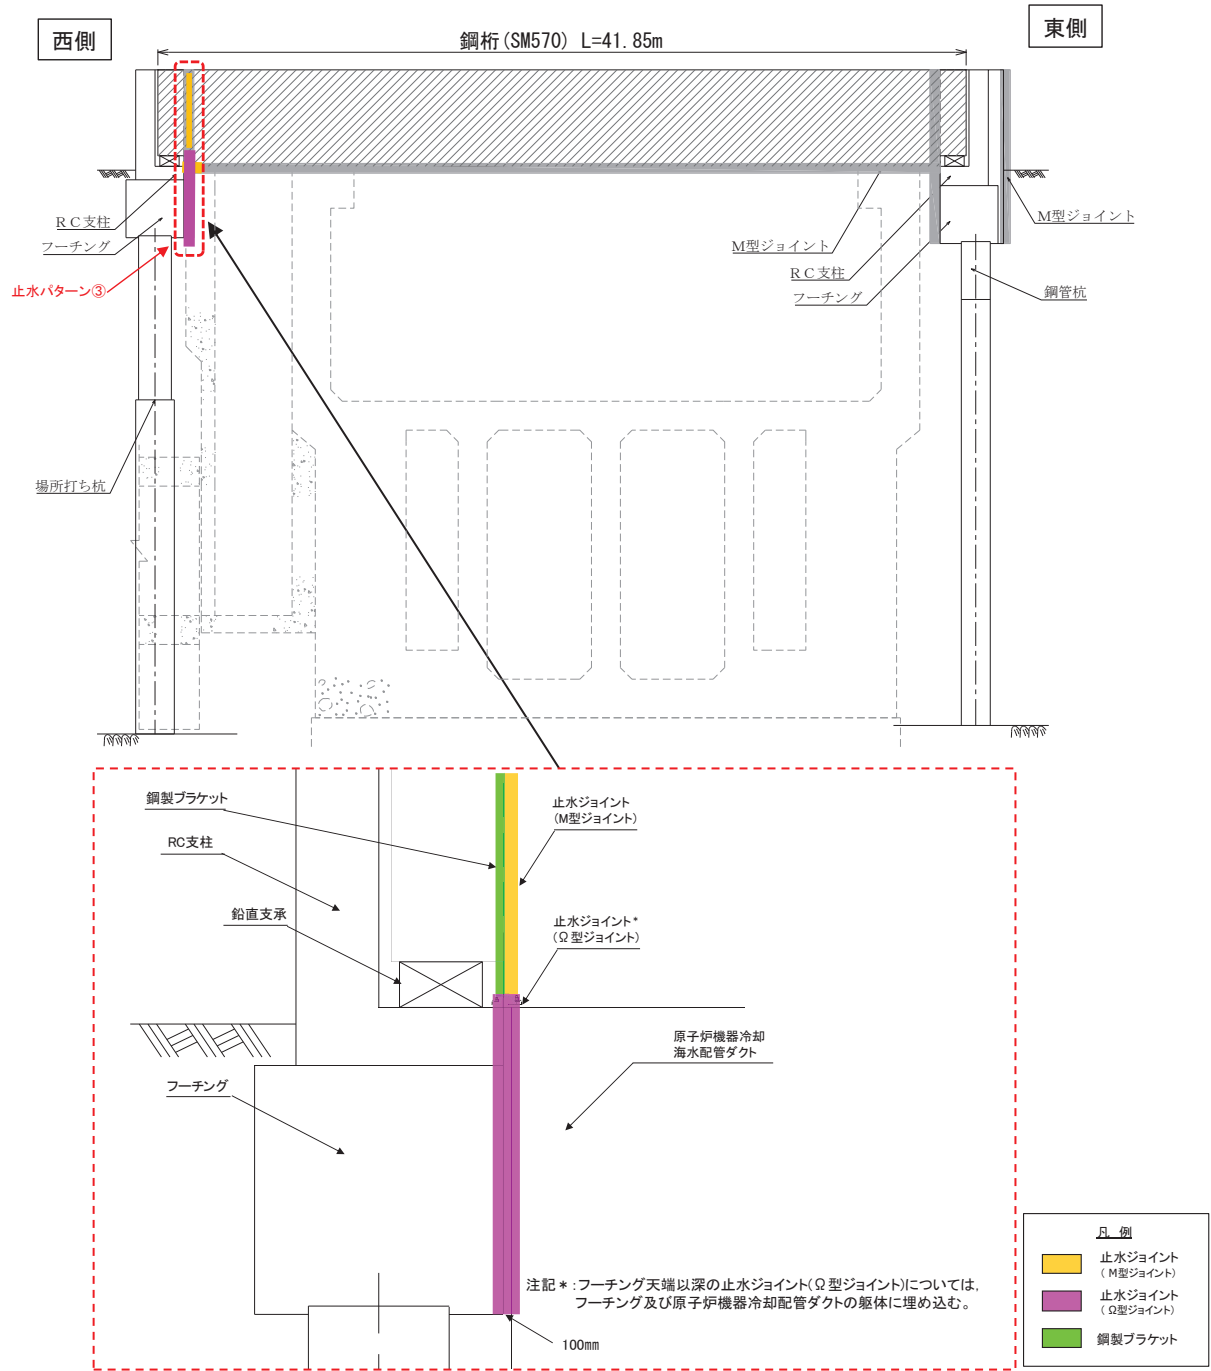 西側
鋼桁(SM570) L=41.85m
東側
RC支柱
フーチング
止水パターン③
場所打ち杭
M型ジョイント
RC支柱
フーチング
M型ジョイント
鋼管杭
鋼製ブラケット
RC支柱
鉛直支承
フーチング
止水ジョイント
(M型ジョイント)
止水ジョイント*
(Ω型ジョイント)
原子炉機器冷却
海水配管ダクト
注記*:フーチング天端以深の止水ジョイント(Ω型ジョイント)については,
フーチング及び原子炉機器冷却配管ダクトの躯体に埋め込む。
100mm
凡 例
止水ジョイント
(M型ジョイント)
止水ジョイント
(Ω型ジョイント)
鋼製ブラケット